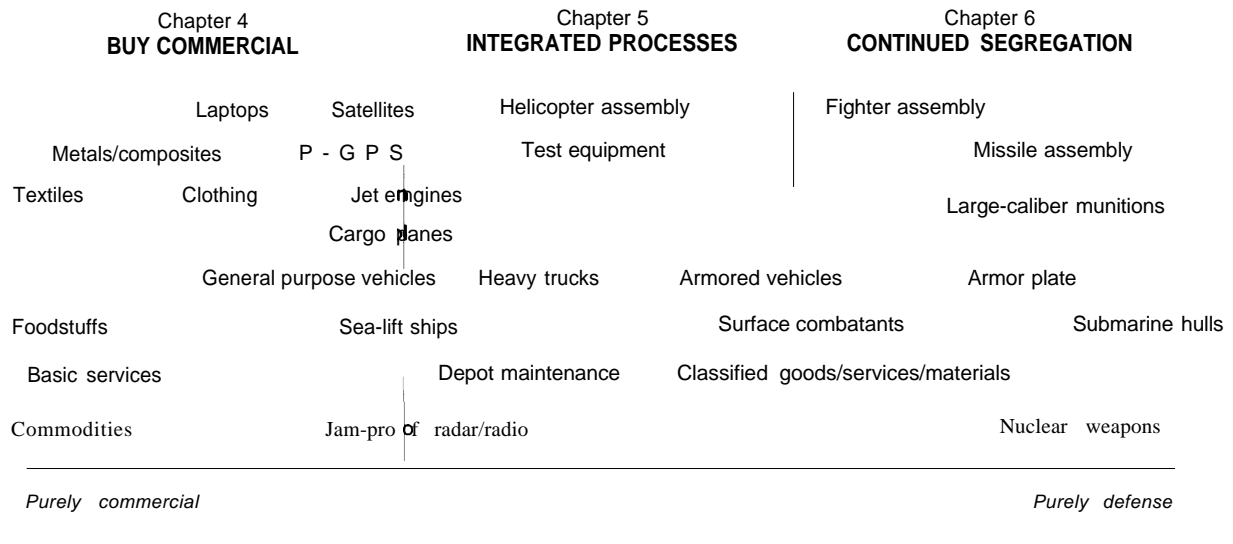 Chapter 4 Chapter 5 Chapter 6
BUY COMMERCIAL INTEGRATED PROCESSES CONTINUED SEGREGATION
Laptops Satellites Helicopter assembly Fighter assembly
Metals/composites P - G P S Test equipment Missile assembly
Textiles Clothing Jet engines Large-caliber munitions
Cargo planes
General purpose vehicles Heavy trucks Armored vehicles Armor plate
Foodstuffs Sea-lift ships Surface combatants Submarine hulls
Basic services Depot maintenance Classified goods/services/materials
Commodities Jam-proof radar/radio Nuclear weapons
Purely commercial Purely defense